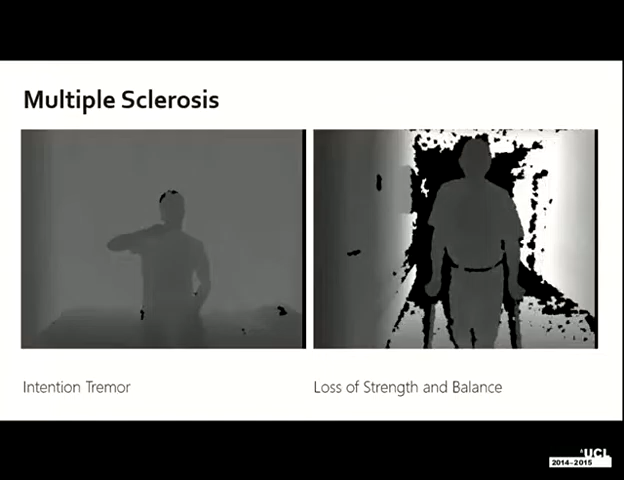 Multiple Sclerosis
Intention Tremor
Loss of Strength and Balance
UCL
2014-2015